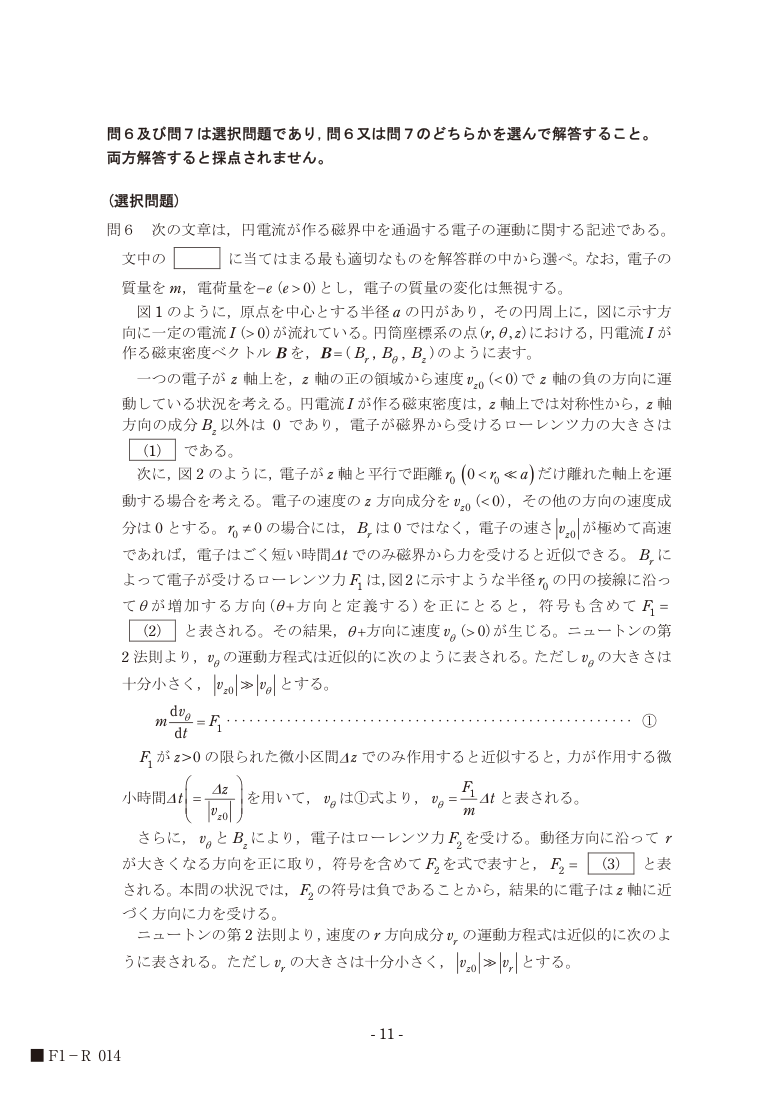 問６及び問７は選択問題であり，問６又は問７のどちらかを選んで解答すること。
両方解答すると採点されません。
(選択問題)
問６　次の文章は，円電流が作る磁界中を通過する電子の運動に関する記述である。
文中の　　　に当てはまる最も適切なものを解答群の中から選べ。なお，電子の
質量を m，電荷量を−e (e＞0)とし，電子の質量の変化は無視する。
図１のように，原点を中心とする半径 a の円があり，その円周上に，図に示す方
向に一定の電流 I (＞0)が流れている。円筒座標系の点(r, θ, z)における，円電流 I が
作る磁束密度ベクトル B を，B＝( B_r , B_θ , B_z )のように表す。
一つの電子が z 軸上を，z 軸の正の領域から速度 v_z0 (＜0)で z 軸の負の方向に運
動している状況を考える。円電流 I が作る磁束密度は，z 軸上では対称性から，z 軸
方向の成分 B_z 以外は 0 であり，電子が磁界から受けるローレンツ力の大きさは
(1) である。
次に，図２のように，電子が z 軸と平行で距離 r_0 (0＜r_0≪a)だけ離れた軸上を運
動する場合を考える。電子の速度の z 方向成分を v_z0 (＜0)，その他の方向の速度成
分は 0 とする。r_0≠0 の場合には，B_r は 0 ではなく，電子の速さ|v_z0|が極めて高速
であれば，電子はごく短い時間Δt でのみ磁界から力を受けると近似できる。B_r に
よって電子が受けるローレンツ力 F_1 は，図２に示すような半径 r_0 の円の接線に沿っ
て θ が増加する方向(θ+方向と定義する)を正にとると，符号も含めて F_1 ＝
(2) と表される。その結果，θ+方向に速度 v_θ (＞0)が生じる。ニュートンの第
２法則より，v_θ の運動方程式は近似的に次のように表される。ただし v_θ の大きさは
十分小さく，|v_z0|≫|v_θ|とする。
m dv_θ/dt ＝F_1 ······················································ ①
F_1 が z＞0 の限られた微小区間Δz でのみ作用すると近似すると，力が作用する微
小時間Δt(＝Δz/|v_z0|)を用いて，v_θ は①式より，v_θ＝F_1/m Δt と表される。
さらに，v_θ と B_z により，電子はローレンツ力 F_2 を受ける。動径方向に沿って r
が大きくなる方向を正に取り，符号を含めて F_2 を式で表すと，F_2＝ (3) と表
される。本問の状況では，F_2 の符号は負であることから，結果的に電子は z 軸に近
づく方向に力を受ける。
ニュートンの第２法則より，速度の r 方向成分 v_r の運動方程式は近似的に次のよ
うに表される。ただし v_r の大きさは十分小さく，|v_z0|≫|v_r|とする。
- 11 -
■F1－R 014